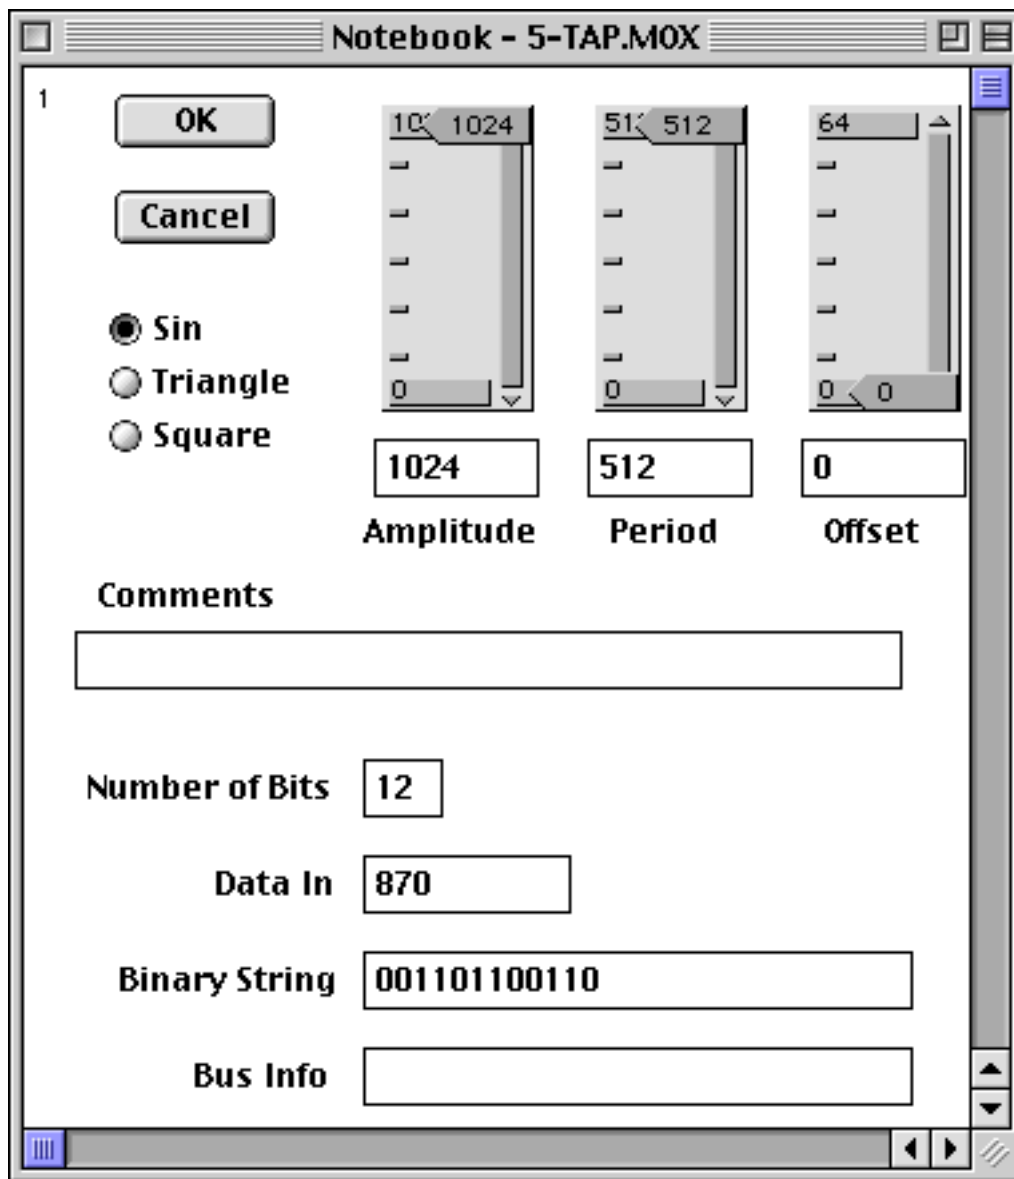 Notebook - 5-TAP.MOX
1
OK
Cancel
Sin
Triangle
Square
1024
0
1024
Amplitude
512
0
512
Period
64
0
0
0
Offset
Comments
Number of Bits 12
Data In 870
Binary String 001101100110
Bus Info